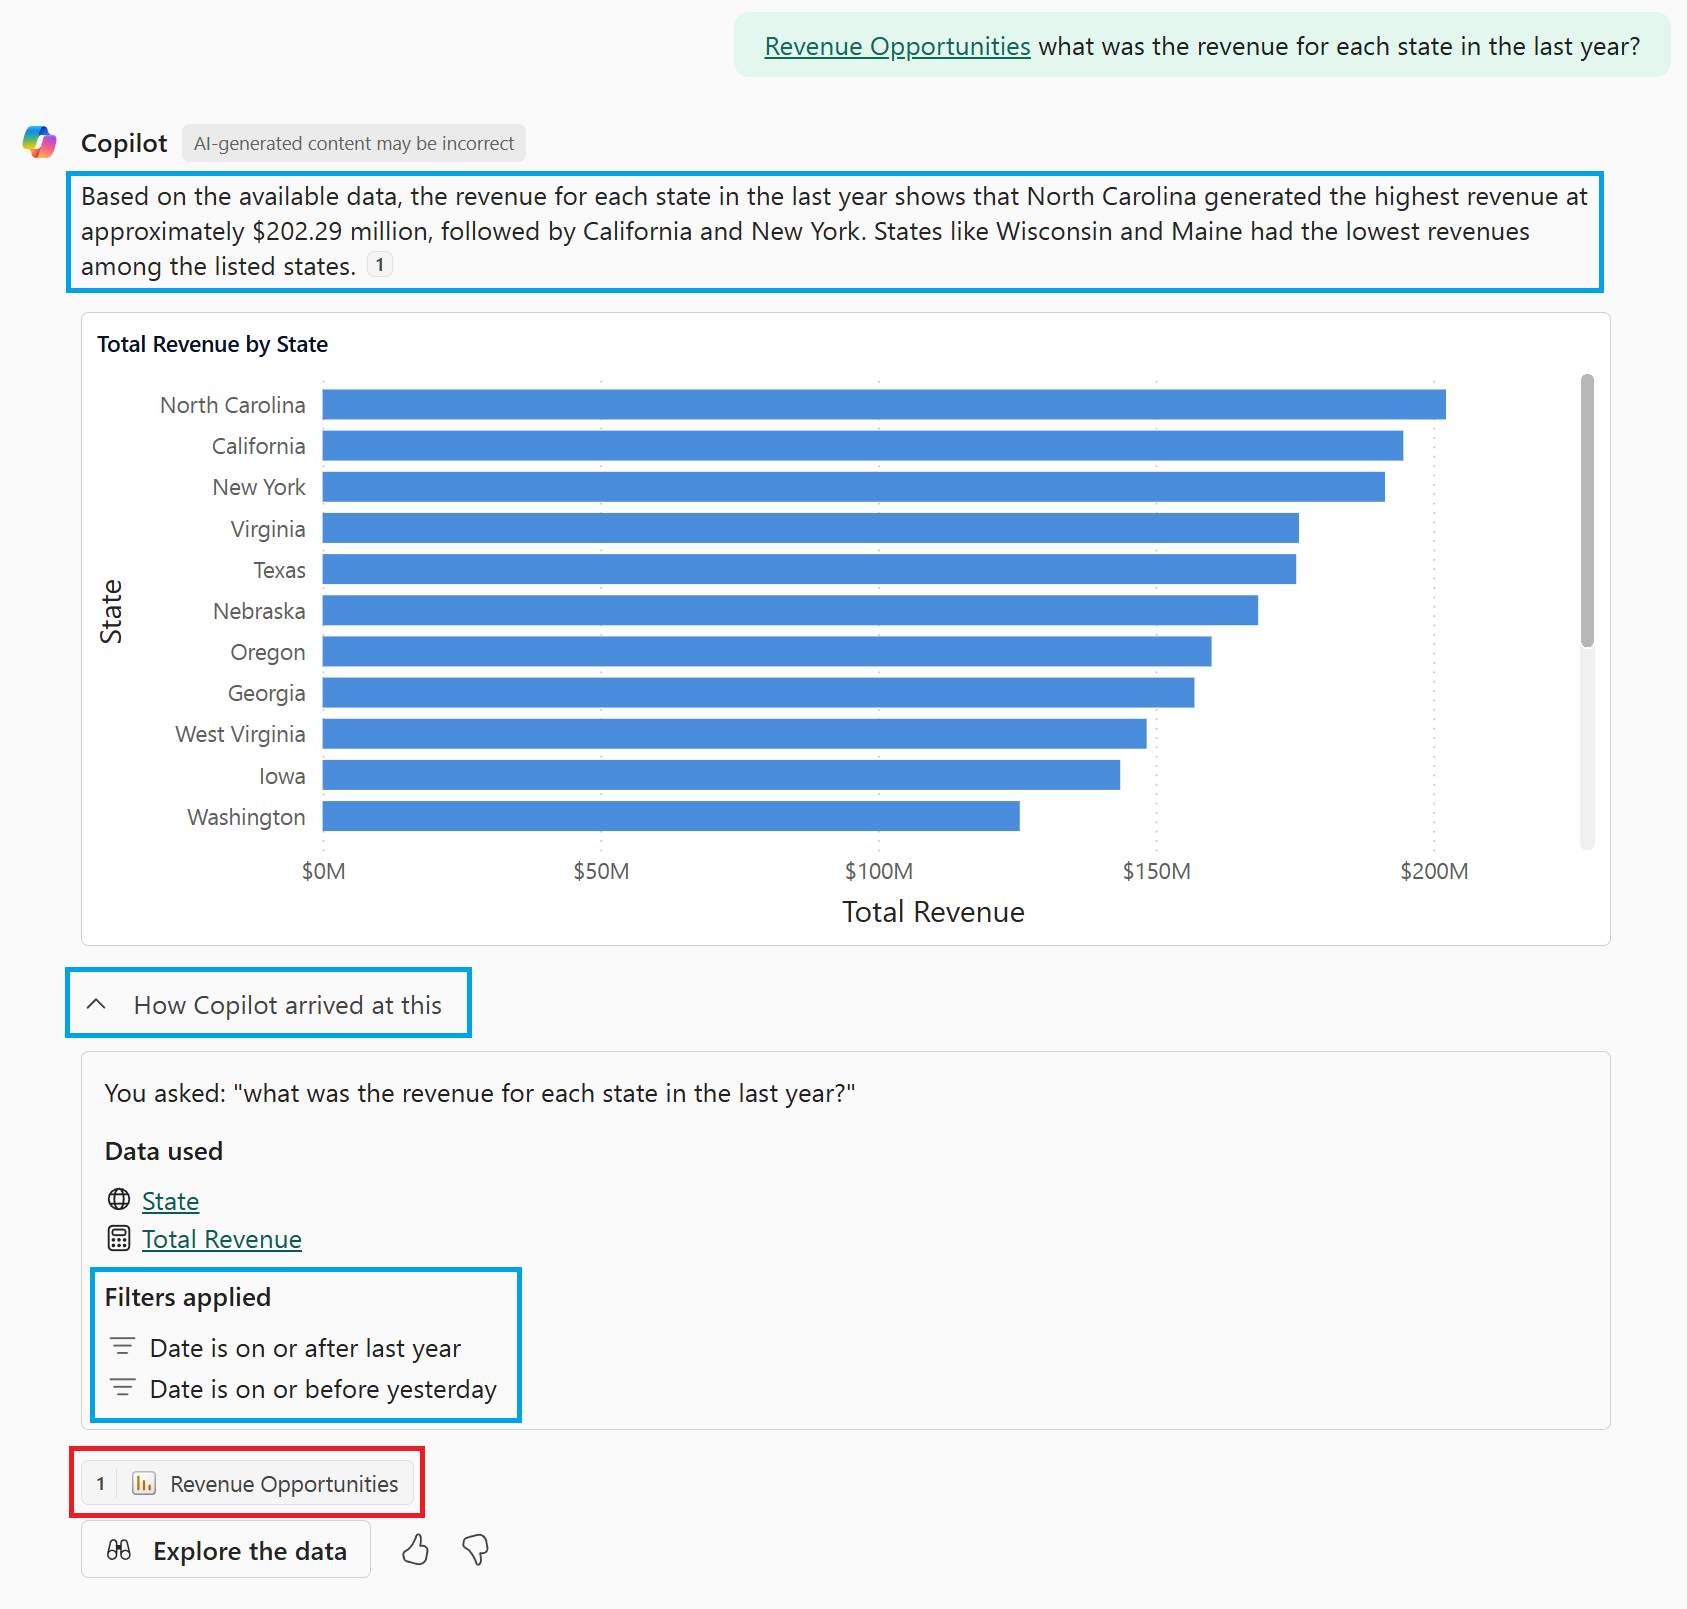 Revenue Opportunities what was the revenue for each state in the last year?
Copilot AI-generated content may be incorrect
Based on the available data, the revenue for each state in the last year shows that North Carolina generated the highest revenue at
approximately $202.29 million, followed by California and New York. States like Wisconsin and Maine had the lowest revenues
among the listed states. 1
Total Revenue by State
State
North Carolina
California
New York
Virginia
Texas
Nebraska
Oregon
Georgia
West Virginia
Iowa
Washington
$0M $50M $100M $150M $200M
Total Revenue
How Copilot arrived at this
You asked: "what was the revenue for each state in the last year?"
Data used
State
Total Revenue
Filters applied
Date is on or after last year
Date is on or before yesterday
1 Revenue Opportunities
Explore the data